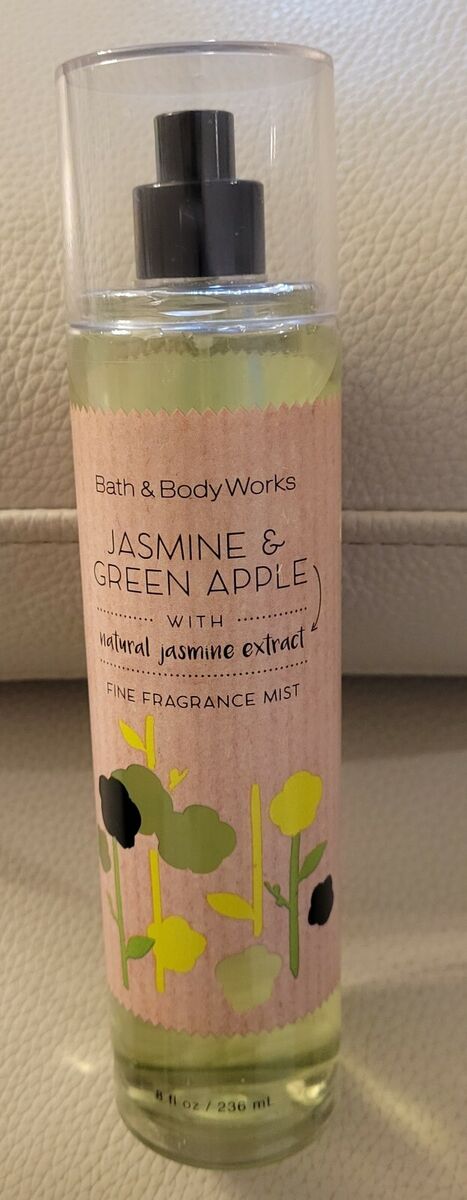 Bath & Body Works
JASMINE &
GREEN APPLE
WITH
natural jasmine extract
FINE FRAGRANCE MIST
8 fl oz / 236 mL